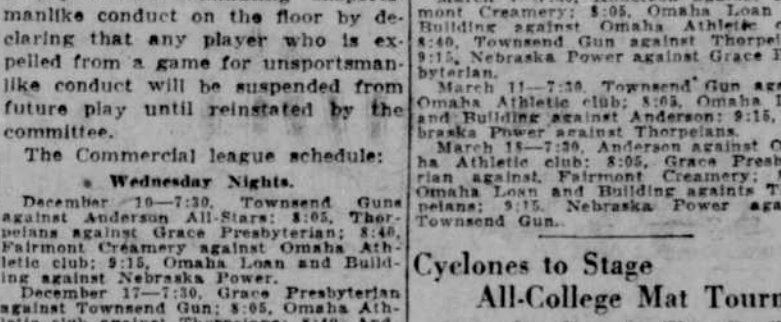 manlike conduct on the floor by de-
claring that any player who is ex-
pelled from a game for unsportsman-
like conduct will be suspended from
future play until reinstated by the
committee.
The Commercial league schedule:
Wednesday Nights.
December 10—7:30, Townsend Guns
against Anderson All-Stars; 8:05, Thor-
peians against Grace Presbyterian; 8:40,
Fairmont Creamery against Omaha Ath-
letic club; 9:15, Omaha Loan and Build-
ing against Nebraska Power.
December 17—7:30, Grace Presbyterian
against Townsend Gun; 8:05, Omaha Ath-
mont Creamery; 8:05, Omaha Loan
Building against Omaha Athletic
8:40, Townsend Gun against Thorpei
9:15, Nebraska Power against Grace P
byterian.
March 11—7:30, Townsend Gun aga
Omaha Athletic club; 8:05, Omaha
and Building against Anderson; 9:15,
braska Power against Thorpeians.
March 18—7:30, Anderson against O
ha Athletic club; 8:05, Grace Presb
rian against, Fairmont Creamery;
Omaha Loan and Building againts T
peians; 9:15, Nebraska Power aga
Townsend Gun.
Cyclones to Stage
All-College Mat Tourn